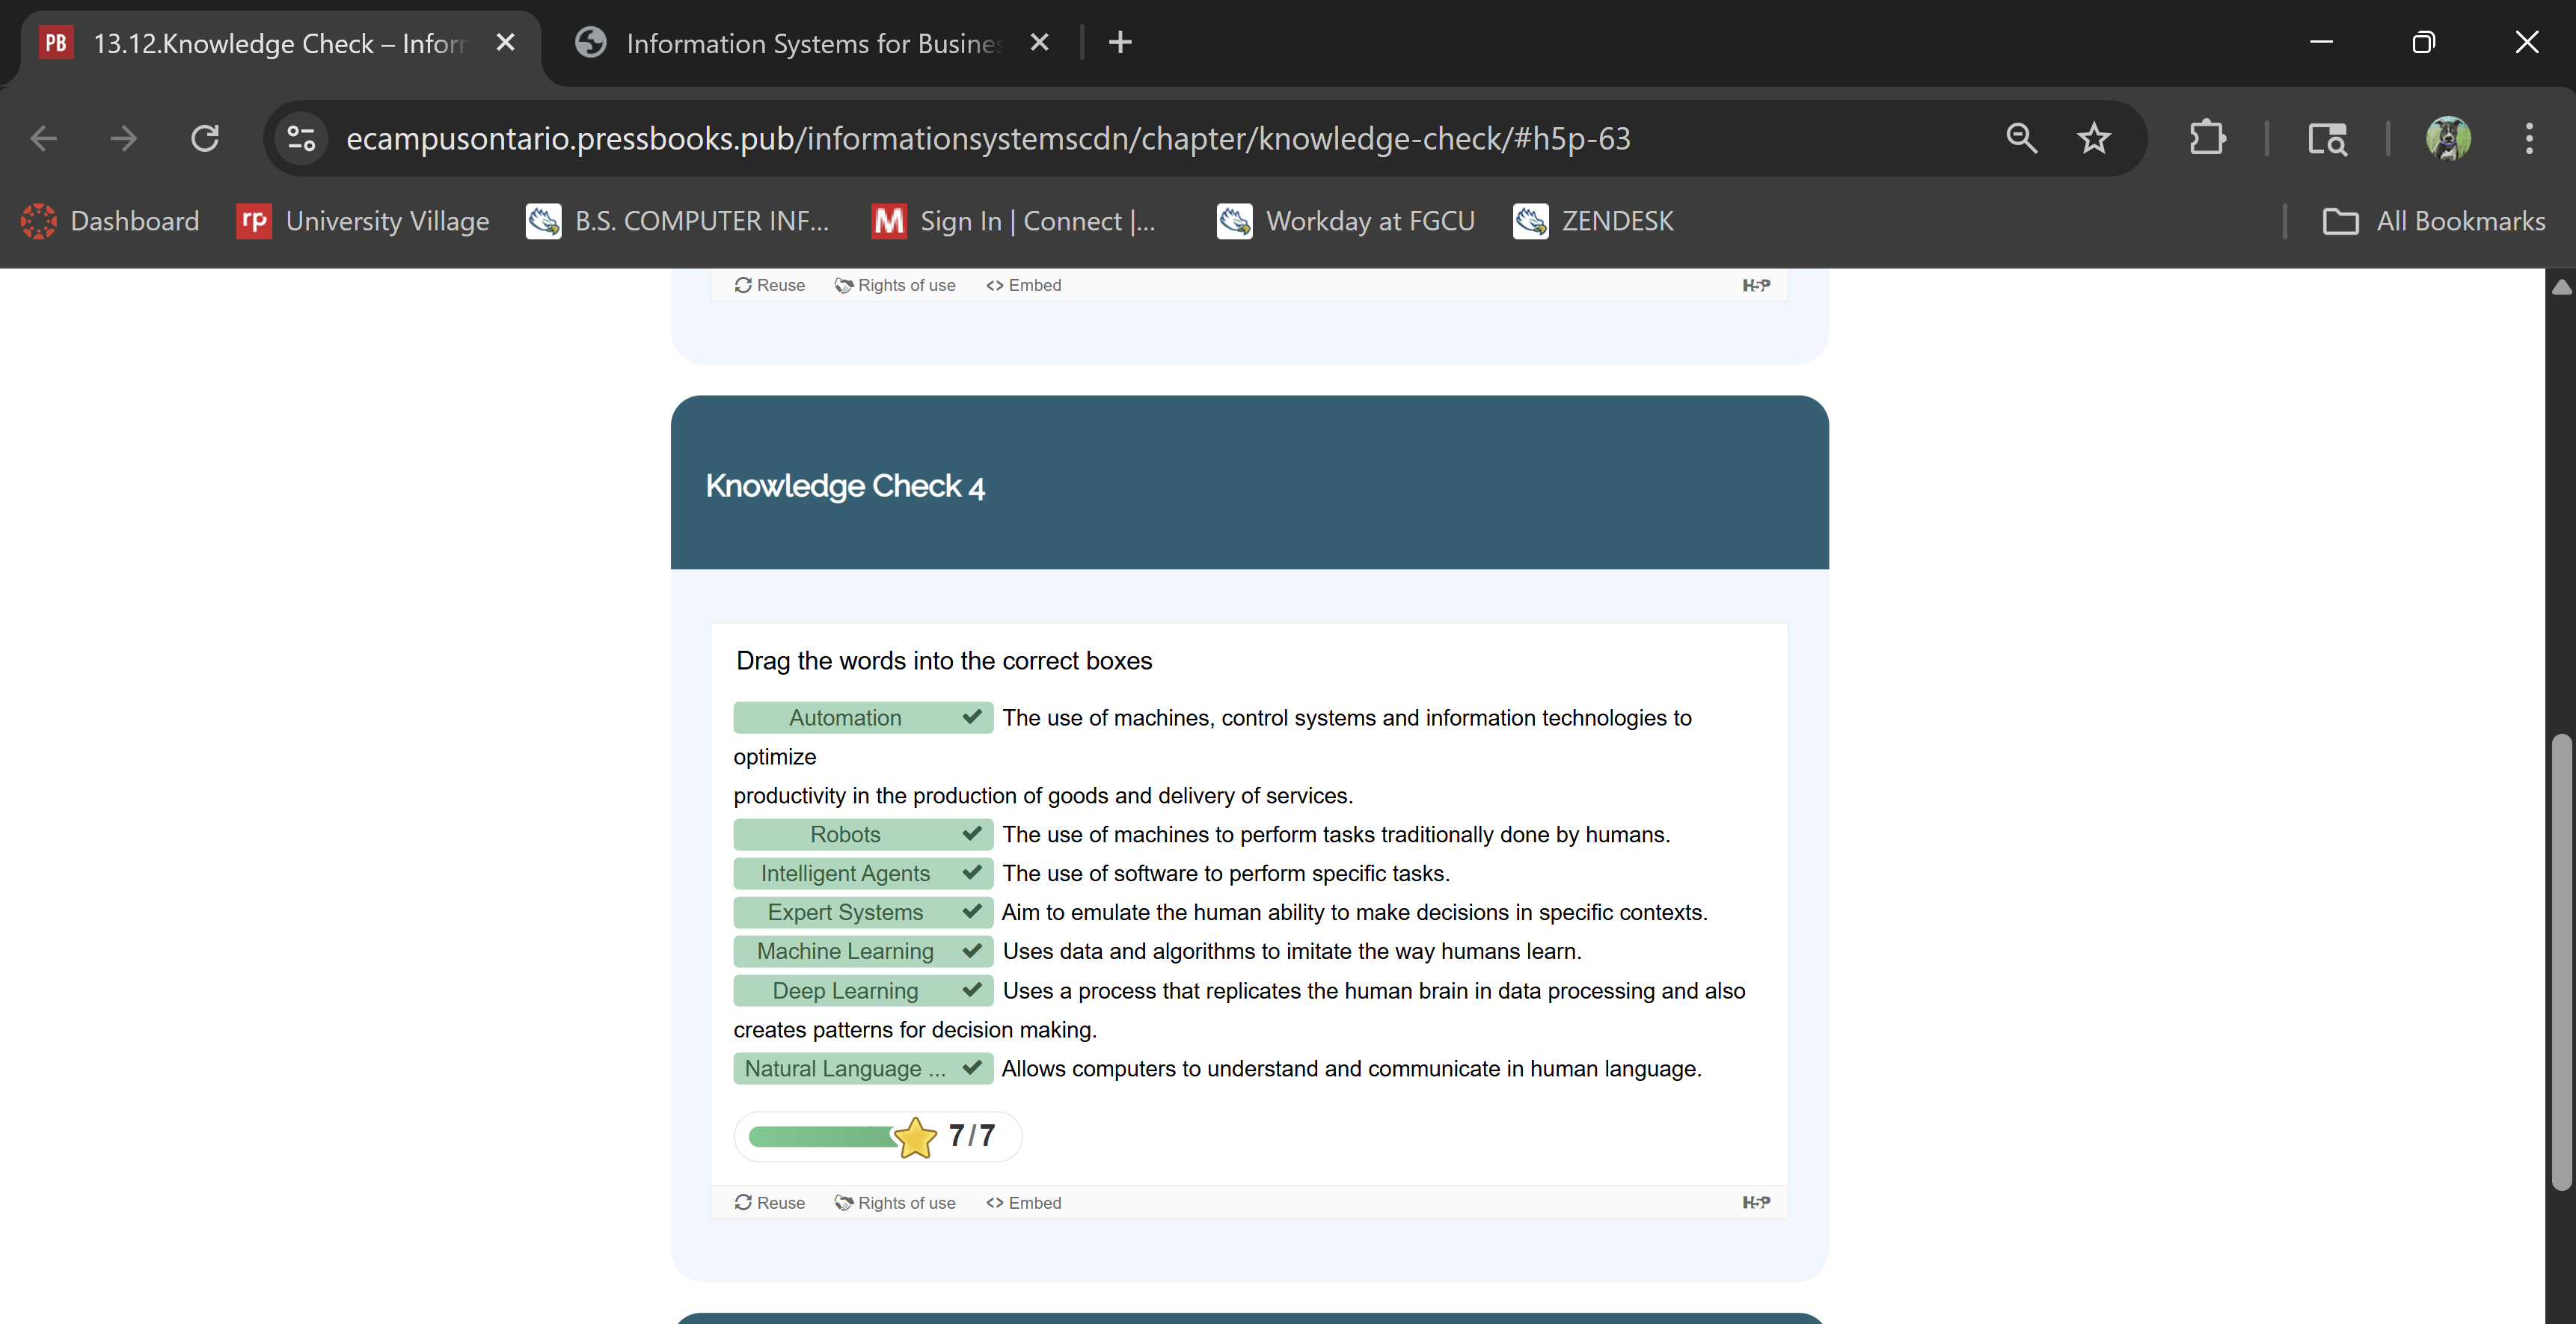 PB 13.12.Knowledge Check – Infor
Information Systems for Busine
ecampusontario.pressbooks.pub/informationsystemscdn/chapter/knowledge-check/#h5p-63
Dashboard rp University Village B.S. COMPUTER INF... M Sign In | Connect |... Workday at FGCU ZENDESK All Bookmarks
Reuse Rights of use <> Embed H5P
Knowledge Check 4
Drag the words into the correct boxes
Automation The use of machines, control systems and information technologies to
optimize
productivity in the production of goods and delivery of services.
Robots The use of machines to perform tasks traditionally done by humans.
Intelligent Agents The use of software to perform specific tasks.
Expert Systems Aim to emulate the human ability to make decisions in specific contexts.
Machine Learning Uses data and algorithms to imitate the way humans learn.
Deep Learning Uses a process that replicates the human brain in data processing and also
creates patterns for decision making.
Natural Language ... Allows computers to understand and communicate in human language.
7/7
Reuse Rights of use <> Embed H5P